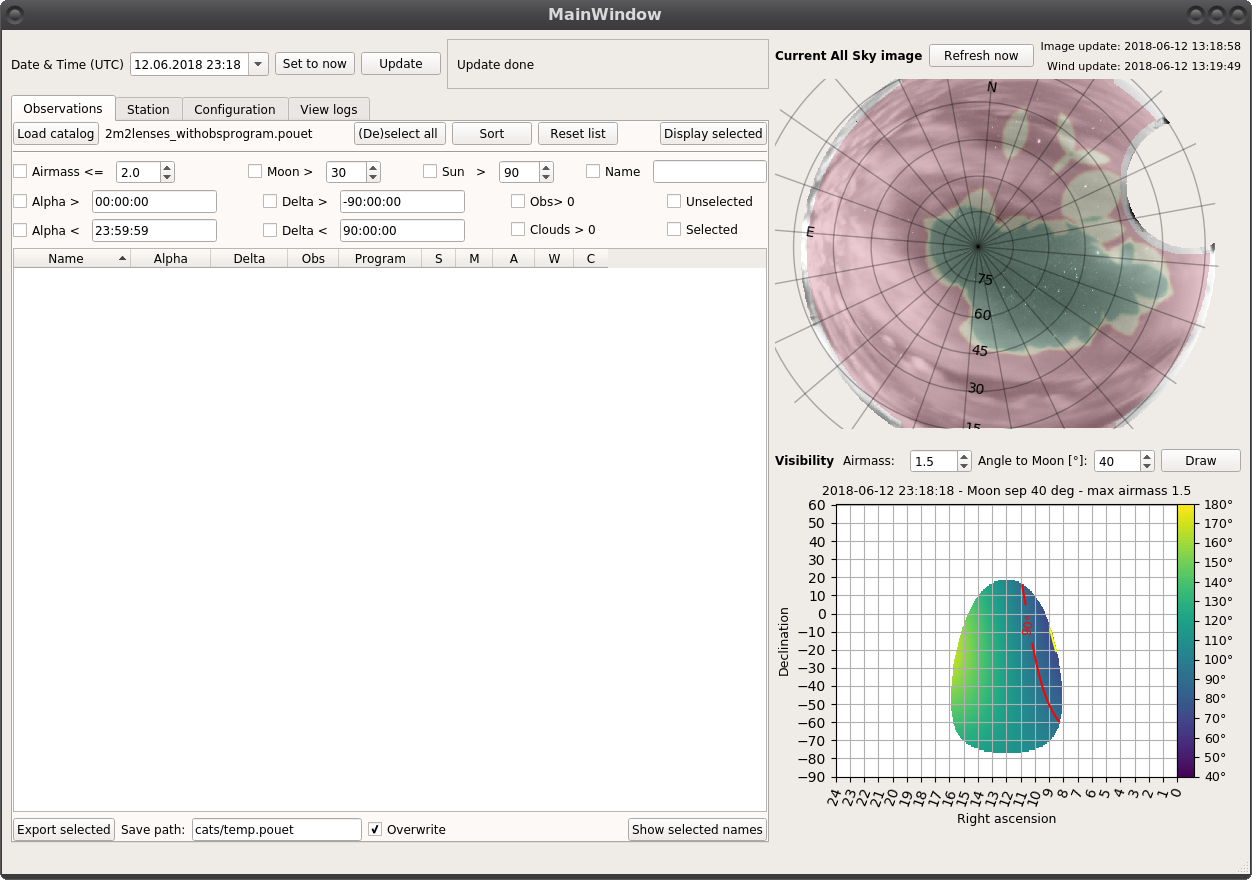 MainWindow
Date & Time (UTC) 12.06.2018 23:18 Set to now Update Update done
Current All Sky image Refresh now Image update: 2018-06-12 13:18:58
Wind update: 2018-06-12 13:19:49
Observations Station Configuration View logs
Load catalog 2m2lenses_withobsprogram.pouet (De)select all Sort Reset list Display selected
Airmass <= 2.0 Moon > 30 Sun > 90 Name
Alpha > 00:00:00 Delta > -90:00:00 Obs> 0 Unselected
Alpha < 23:59:59 Delta < 90:00:00 Clouds > 0 Selected
Name Alpha Delta Obs Program S M A W C
N
E
75
60
45
30
15
Visibility Airmass: 1.5 Angle to Moon [°]: 40 Draw
2018-06-12 23:18:18 - Moon sep 40 deg - max airmass 1.5
60
50
40
30
20
10
0
−10
−20
−30
−40
−50
−60
−70
−80
−90
Declination
90°
180°
170°
160°
150°
140°
130°
120°
110°
100°
90°
80°
70°
60°
50°
40°
24 23 22 21 20 19 18 17 16 15 14 13 12 11 10 9 8 7 6 5 4 3 2 1 0
Right ascension
Export selected Save path: cats/temp.pouet Overwrite Show selected names